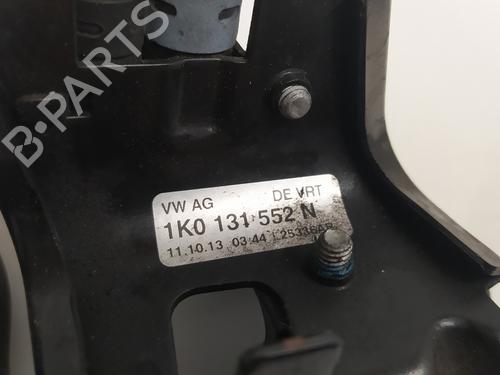 B-PARTS
VW AG DE VRT
1K0 131 552 N
11.10.13 03:44